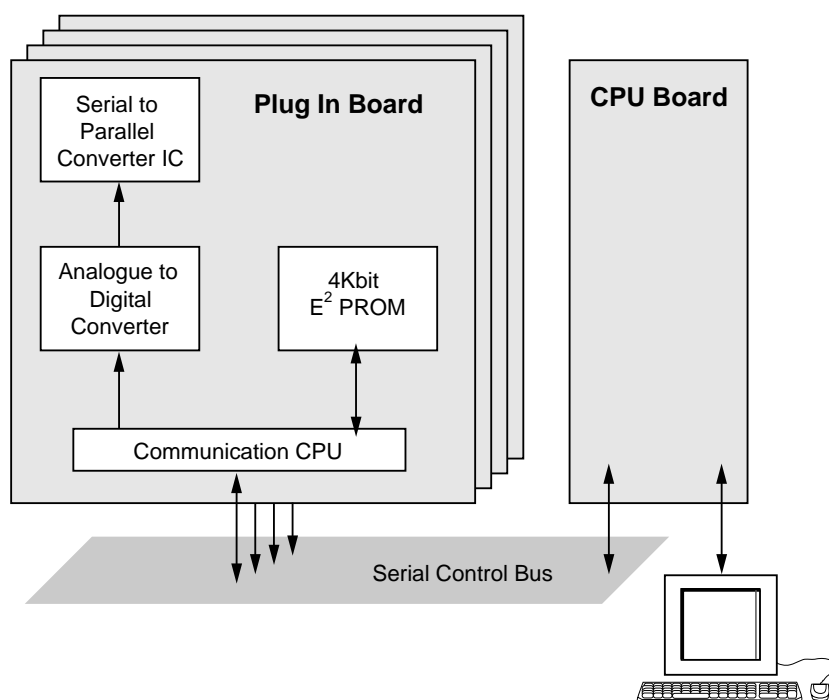 Serial to
Parallel
Converter IC
Plug In Board
CPU Board
Analogue to
Digital
Converter
4Kbit
E² PROM
Communication CPU
Serial Control Bus